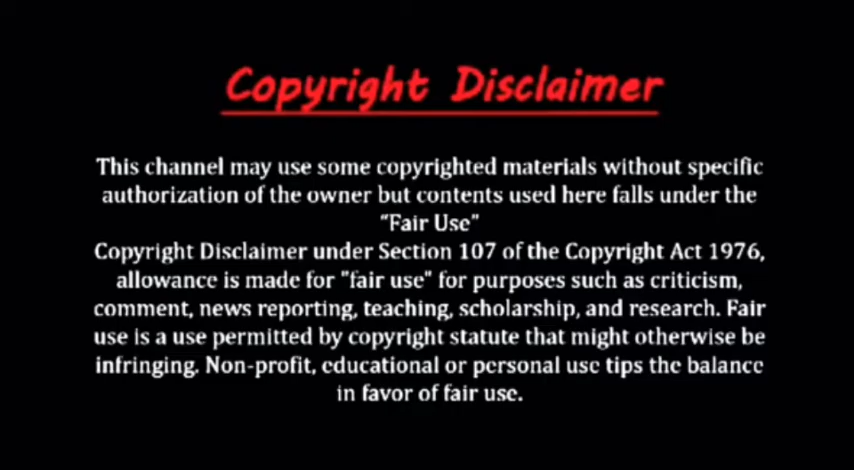 Copyright Disclaimer
This channel may use some copyrighted materials without specific
authorization of the owner but contents used here falls under the
“Fair Use”
Copyright Disclaimer under Section 107 of the Copyright Act 1976,
allowance is made for "fair use" for purposes such as criticism,
comment, news reporting, teaching, scholarship, and research. Fair
use is a use permitted by copyright statute that might otherwise be
infringing. Non-profit, educational or personal use tips the balance
in favor of fair use.